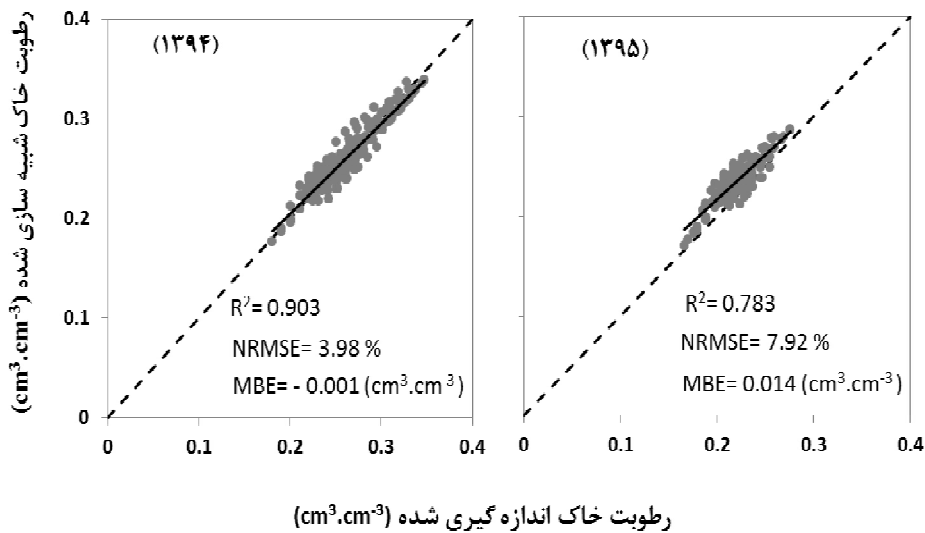 رطوبت خاک شبیه سازی شده (cm³.cm⁻³)
0.4
0.3
0.2
0.1
0
(۱۳۹۴)
R²= 0.903
NRMSE= 3.98 %
MBE= - 0.001 (cm³.cm⁻³)
0 0.1 0.2 0.3 0.4
(۱۳۹۵)
R²= 0.783
NRMSE= 7.92 %
MBE= 0.014 (cm³.cm⁻³)
0 0.1 0.2 0.3 0.4
رطوبت خاک اندازه گیری شده (cm³.cm⁻³)